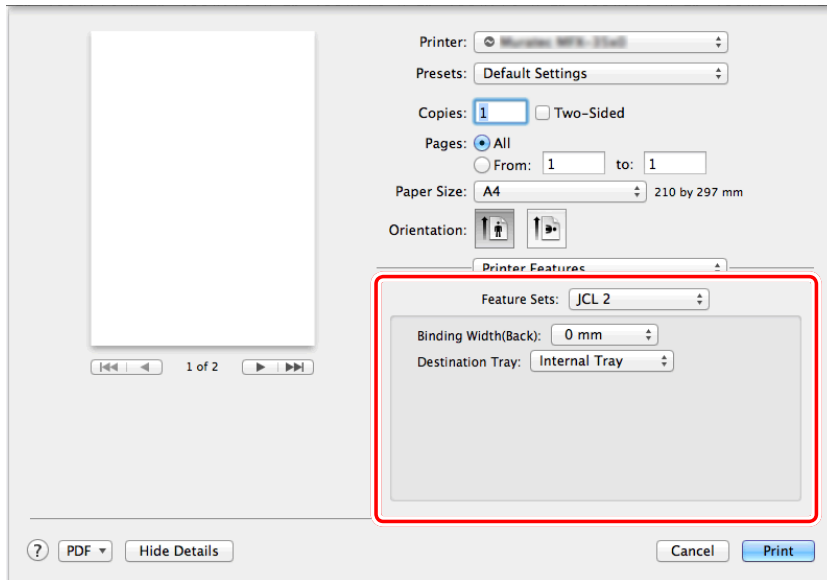 Printer:
Presets: Default Settings
Copies: 1 Two-Sided
Pages: All
From: 1 to: 1
Paper Size: A4 210 by 297 mm
Orientation:
Printer Features
Feature Sets: JCL 2
Binding Width(Back): 0 mm
Destination Tray: Internal Tray
1 of 2
? PDF Hide Details Cancel Print